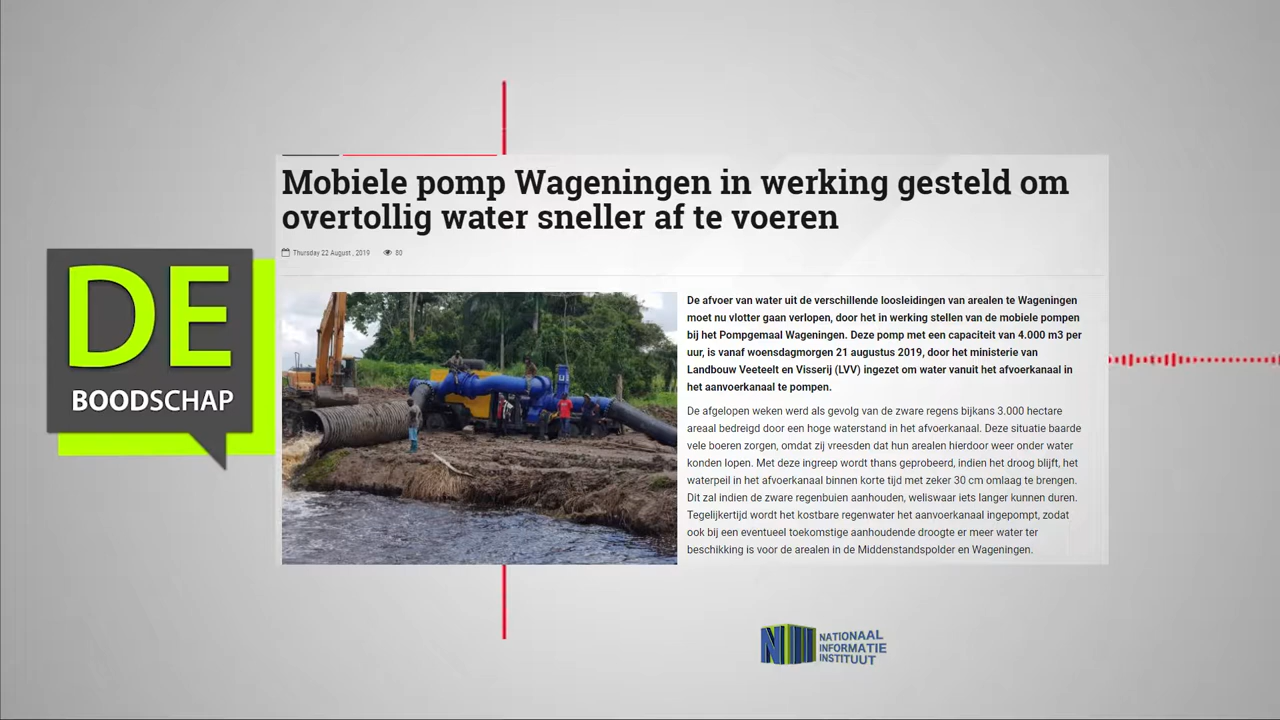 DE
BOODSCHAP
Mobiele pomp Wageningen in werking gesteld om
overtollig water sneller af te voeren
Thursday 22 August , 2019 80
De afvoer van water uit de verschillende loosleidingen van arealen te Wageningen
moet nu vlotter gaan verlopen, door het in werking stellen van de mobiele pompen
bij het Pompgemaal Wageningen. Deze pomp met een capaciteit van 4.000 m3 per
uur, is vanaf woensdagmorgen 21 augustus 2019, door het ministerie van
Landbouw Veeteelt en Visserij (LVV) ingezet om water vanuit het afvoerkanaal in
het aanvoerkanaal te pompen.
De afgelopen weken werd als gevolg van de zware regens bijkans 3.000 hectare
areaal bedreigd door een hoge waterstand in het afvoerkanaal. Deze situatie baarde
vele boeren zorgen, omdat zij vreesden dat hun arealen hierdoor weer onder water
konden lopen. Met deze ingreep wordt thans geprobeerd, indien het droog blijft, het
waterpeil in het afvoerkanaal binnen korte tijd met zeker 30 cm omlaag te brengen.
Dit zal indien de zware regenbuien aanhouden, weliswaar iets langer kunnen duren.
Tegelijkertijd wordt het kostbare regenwater het aanvoerkanaal ingepompt, zodat
ook bij een eventueel toekomstige aanhoudende droogte er meer water ter
beschikking is voor de arealen in de Middenstandspolder en Wageningen.
NII
NATIONAAL
INFORMATIE
INSTITUUT